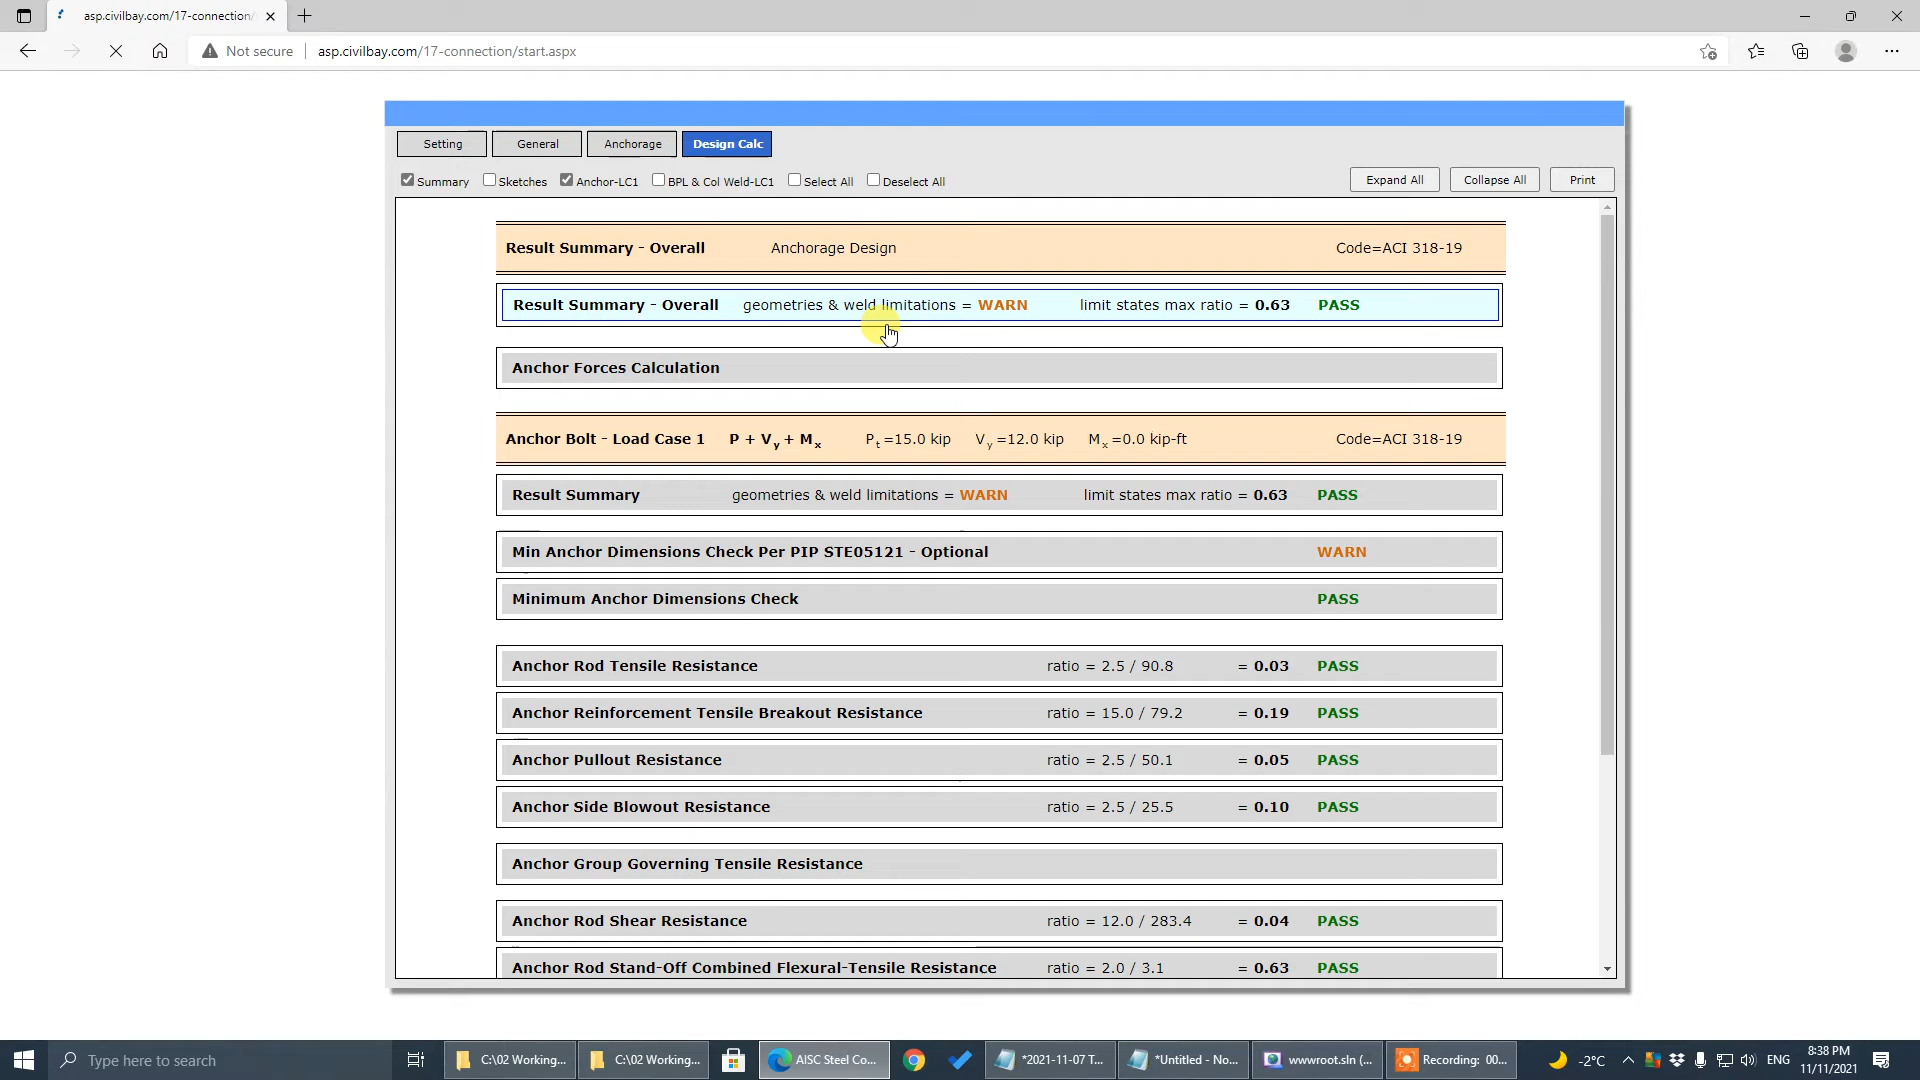 asp.civilbay.com/17-connection/
Not secure asp.civilbay.com/17-connection/start.aspx
Setting General Anchorage Design Calc
Summary Sketches Anchor-LC1 BPL & Col Weld-LC1 Select All Deselect All Expand All Collapse All Print
Result Summary - Overall Anchorage Design Code=ACI 318-19
Result Summary - Overall geometries & weld limitations = WARN limit states max ratio = 0.63 PASS
Anchor Forces Calculation
Anchor Bolt - Load Case 1 P + Vy + Mx Pt =15.0 kip Vy =12.0 kip Mx =0.0 kip-ft Code=ACI 318-19
Result Summary geometries & weld limitations = WARN limit states max ratio = 0.63 PASS
Min Anchor Dimensions Check Per PIP STE05121 - Optional WARN
Minimum Anchor Dimensions Check PASS
Anchor Rod Tensile Resistance ratio = 2.5 / 90.8 = 0.03 PASS
Anchor Reinforcement Tensile Breakout Resistance ratio = 15.0 / 79.2 = 0.19 PASS
Anchor Pullout Resistance ratio = 2.5 / 50.1 = 0.05 PASS
Anchor Side Blowout Resistance ratio = 2.5 / 25.5 = 0.10 PASS
Anchor Group Governing Tensile Resistance
Anchor Rod Shear Resistance ratio = 12.0 / 283.4 = 0.04 PASS
Anchor Rod Stand-Off Combined Flexural-Tensile Resistance ratio = 2.0 / 3.1 = 0.63 PASS
Type here to search C:\02 Working... C:\02 Working... AISC Steel Co... *2021-11-07 T... *Untitled - No... wwwroot.sln (... Recording: 00... -2°C ENG 8:38 PM
11/11/2021